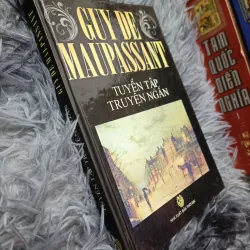 GUY DE
MAUPASSANT
TUYỂN TẬP
TRUYỆN NGẮN
TAM
QUỐC
DIỄN
NGHĨA